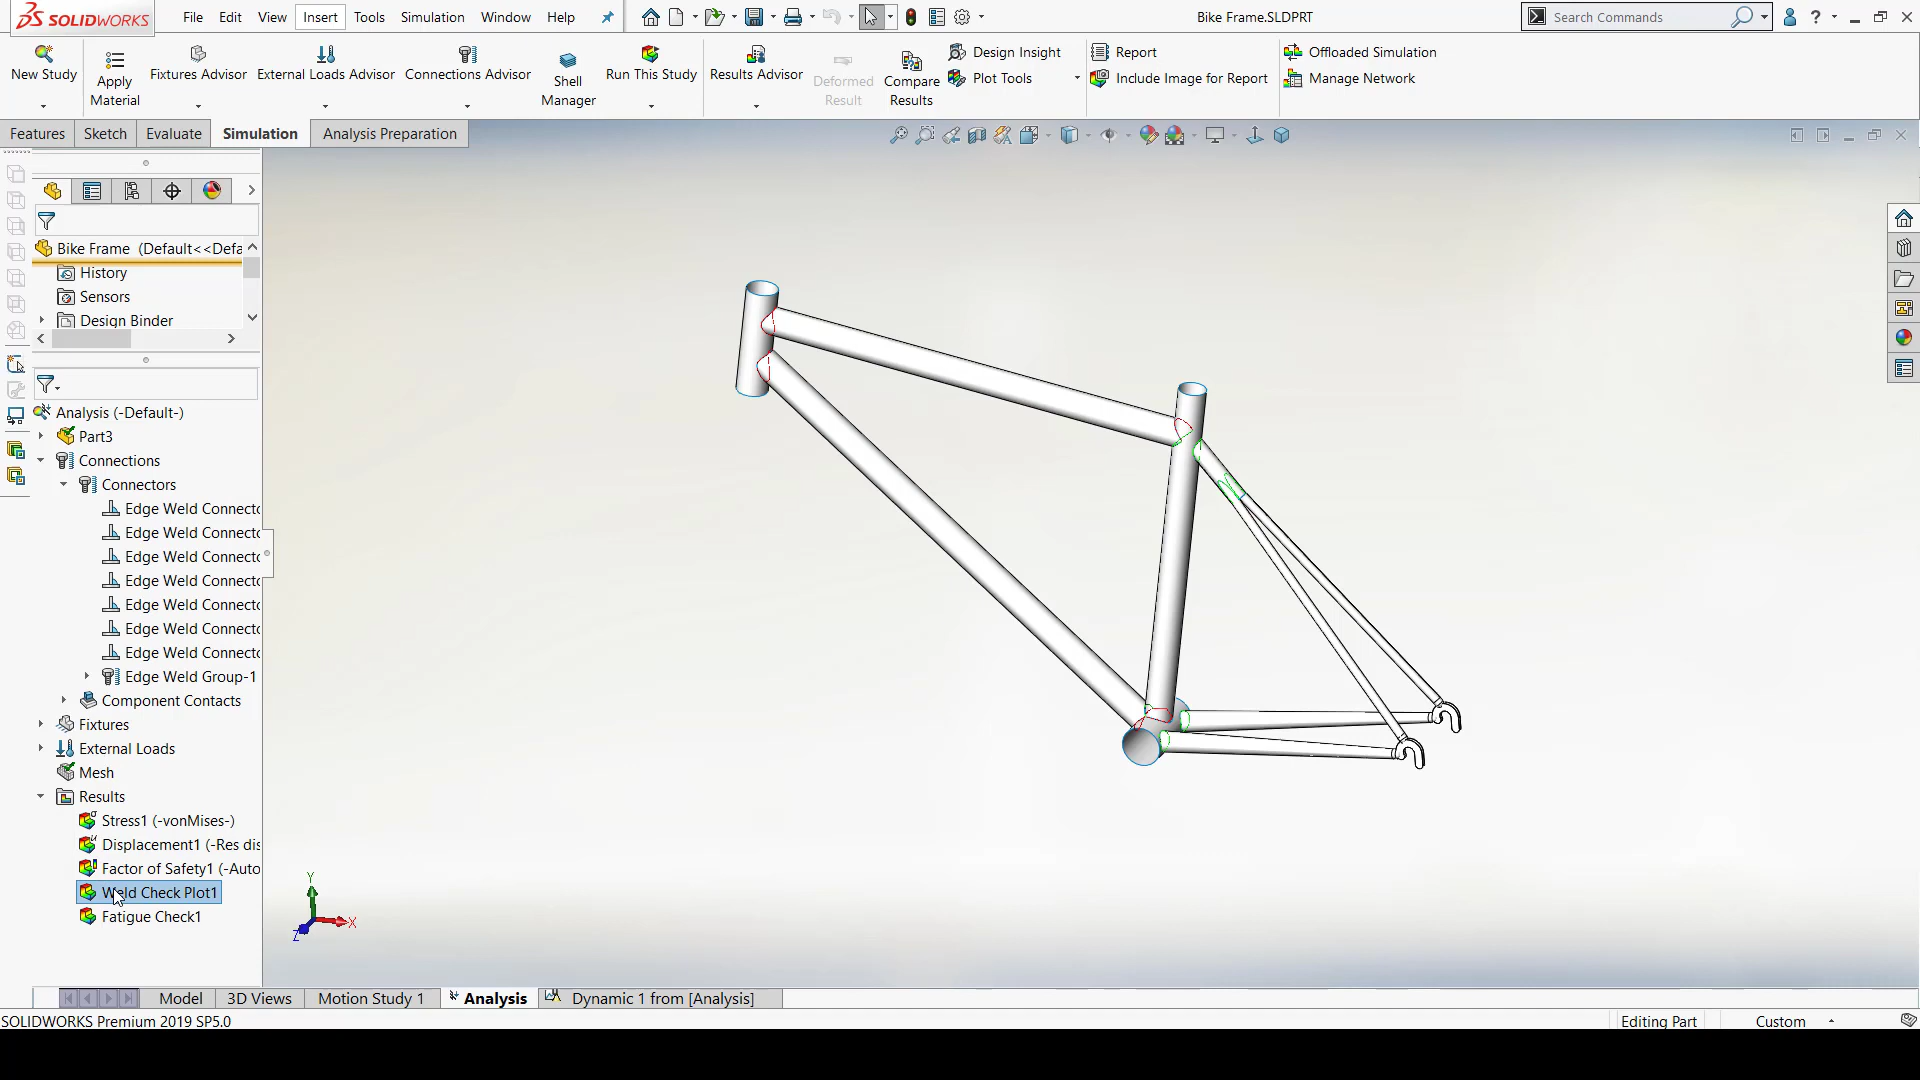 SOLIDWORKS File Edit View Insert Tools Simulation Window Help Bike Frame.SLDPRT Search Commands ?
New Study Apply Material Fixtures Advisor External Loads Advisor Connections Advisor Shell Manager Run This Study Results Advisor Deformed Result Compare Results
Design Insight Report Offloaded Simulation
Plot Tools Include Image for Report Manage Network
Features Sketch Evaluate Simulation Analysis Preparation
Bike Frame (Default<<Defa
History
Sensors
Design Binder
Analysis (-Default-)
Part3
Connections
Connectors
Edge Weld Connecto
Edge Weld Connecto
Edge Weld Connecto
Edge Weld Connecto
Edge Weld Connecto
Edge Weld Connecto
Edge Weld Connecto
Edge Weld Group-1
Component Contacts
Fixtures
External Loads
Mesh
Results
Stress1 (-vonMises-)
Displacement1 (-Res dis
Factor of Safety1 (-Auto
Weld Check Plot1
Fatigue Check1
Y
X
Z
Model 3D Views Motion Study 1 Analysis Dynamic 1 from [Analysis]
SOLIDWORKS Premium 2019 SP5.0 Editing Part Custom